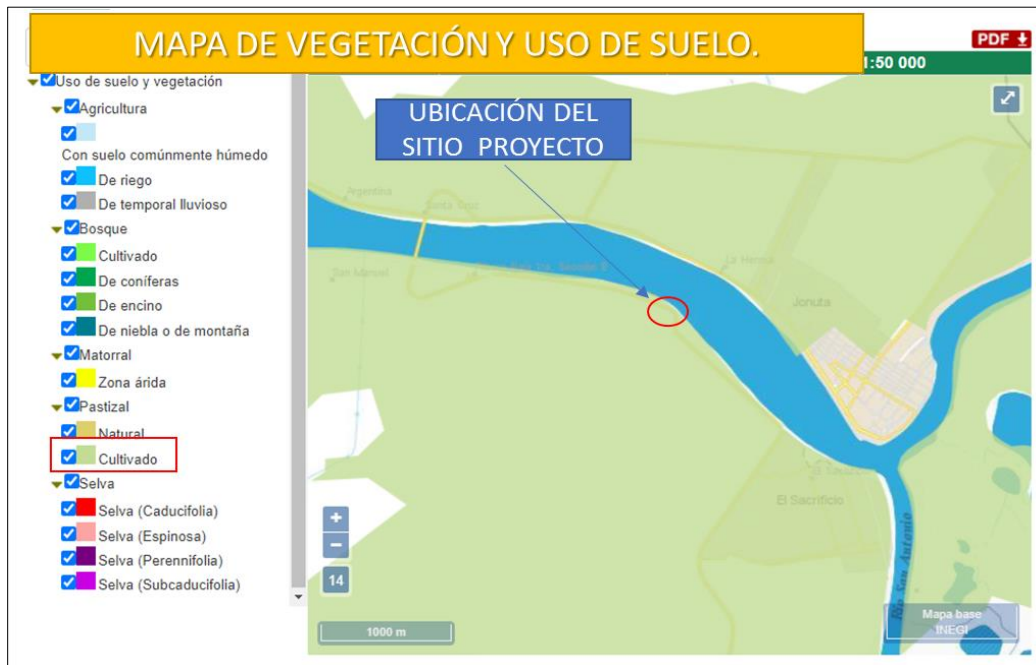 MAPA DE VEGETACIÓN Y USO DE SUELO.
PDF
1:50 000
Uso de suelo y vegetación
Agricultura
Con suelo comúnmente húmedo
De riego
De temporal lluvioso
Bosque
Cultivado
De coníferas
De encino
De niebla o de montaña
Matorral
Zona árida
Pastizal
Natural
Cultivado
Selva
Selva (Caducifolia)
Selva (Espinosa)
Selva (Perennifolia)
Selva (Subcaducifolia)
UBICACIÓN DEL
SITIO PROYECTO
Argentina
Santa Cruz
San Manuel
La Herena
Jonuta
El Sacrificio
Río San Antonio
+
−
14
1000 m
Mapa base
INEGI